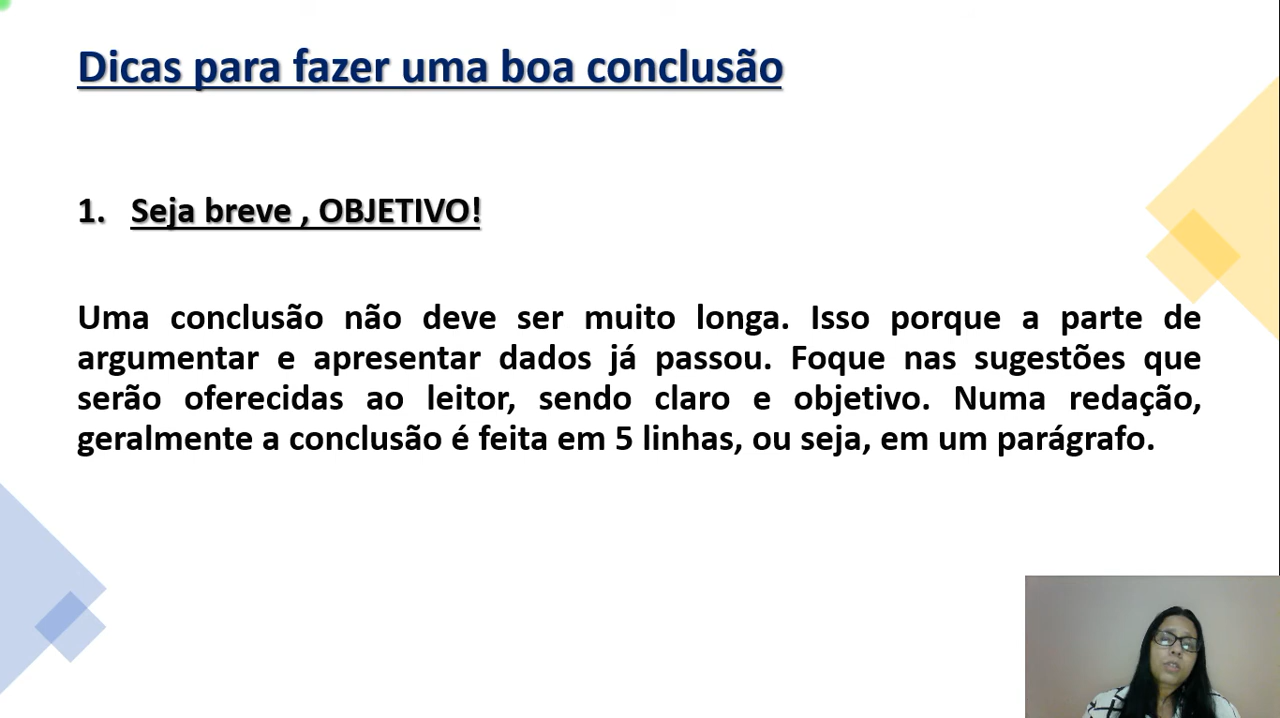 Dicas para fazer uma boa conclusão
1. Seja breve , OBJETIVO!
Uma conclusão não deve ser muito longa. Isso porque a parte de
argumentar e apresentar dados já passou. Foque nas sugestões que
serão oferecidas ao leitor, sendo claro e objetivo. Numa redação,
geralmente a conclusão é feita em 5 linhas, ou seja, em um parágrafo.